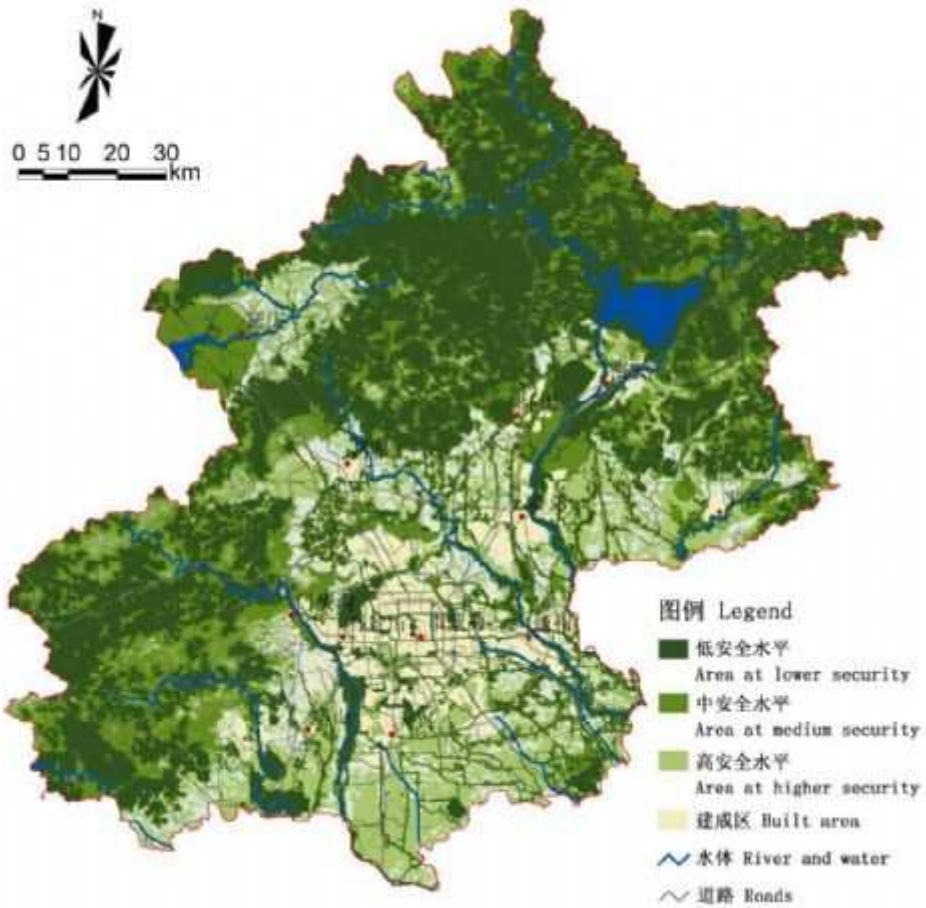 N
0 5 10 20 30
km
图例 Legend
低安全水平
Area at lower security
中安全水平
Area at medium security
高安全水平
Area at higher security
建成区 Built area
水体 River and water
道路 Roads